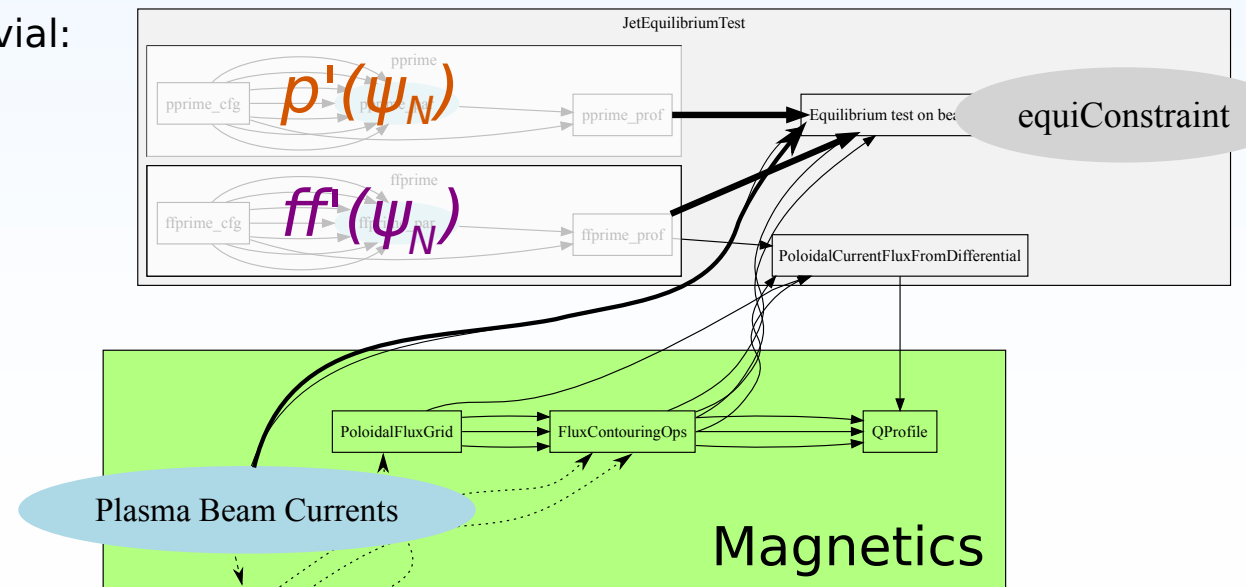 vial:
JetEquilibriumTest
pprime
pprime_cfg
p'(ψN)
pprime_prof
Equilibrium test on bea
equiConstraint
ffprime
ffprime_cfg
ff'(ψN)
ffprime_par
ffprime_prof
PoloidalCurrentFluxFromDifferential
PoloidalFluxGrid
FluxContouringOps
QProfile
Plasma Beam Currents
Magnetics